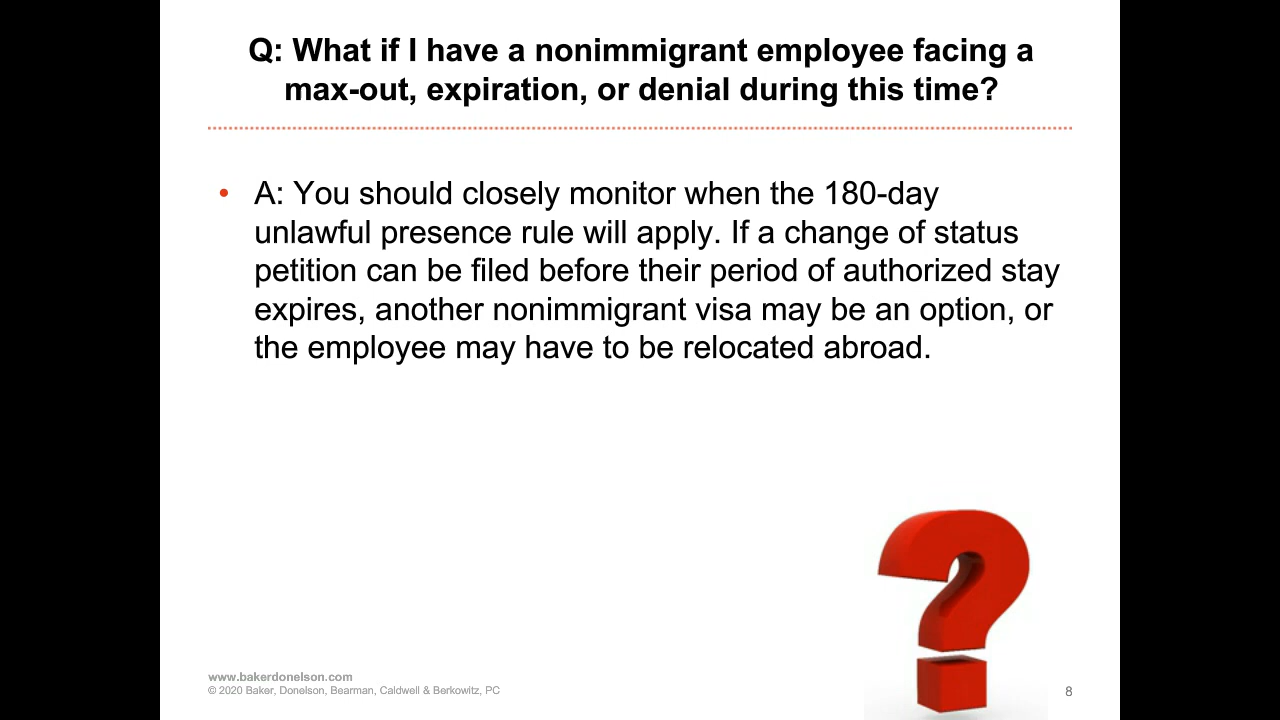 Q: What if I have a nonimmigrant employee facing a
max-out, expiration, or denial during this time?
• A: You should closely monitor when the 180-day
unlawful presence rule will apply. If a change of status
petition can be filed before their period of authorized stay
expires, another nonimmigrant visa may be an option, or
the employee may have to be relocated abroad.
www.bakerdonelson.com
© 2020 Baker, Donelson, Bearman, Caldwell & Berkowitz, PC
8